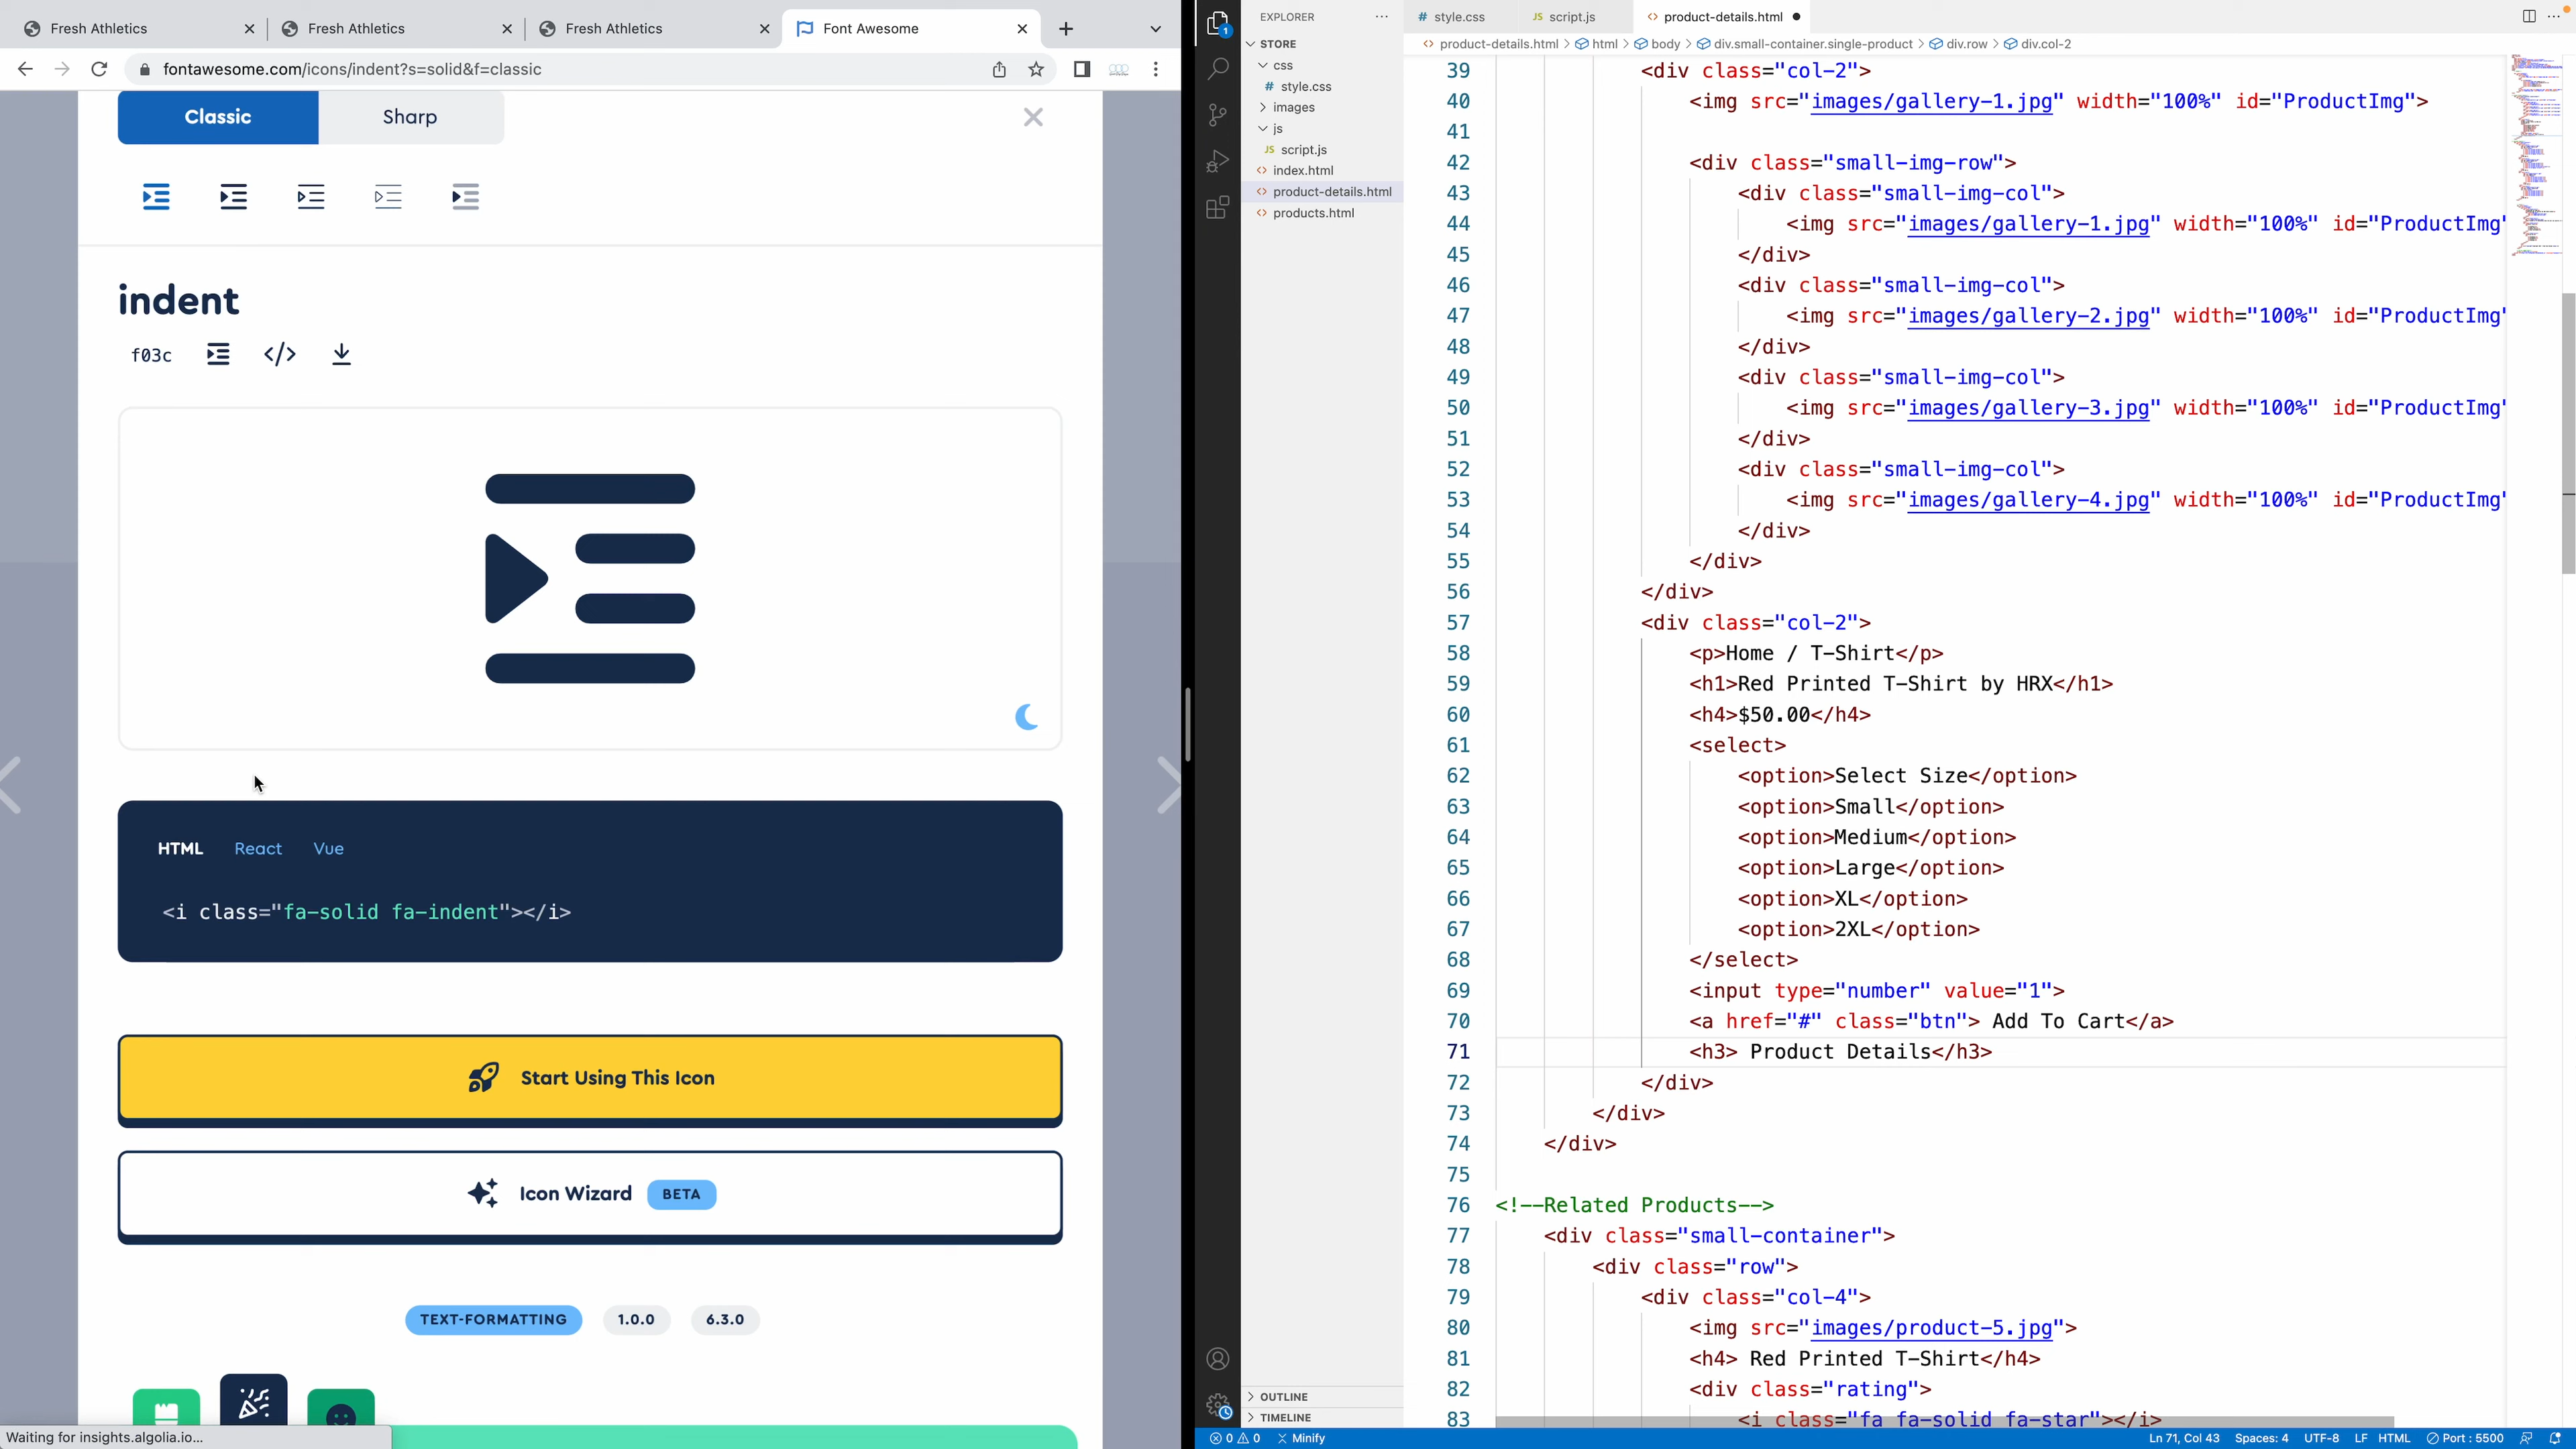 Fresh Athletics
Fresh Athletics
Fresh Athletics
Font Awesome
fontawesome.com/icons/indent?s=solid&f=classic
Classic
Sharp
indent
f03c
HTML React Vue
<i class="fa-solid fa-indent"></i>
Start Using This Icon
Icon Wizard BETA
TEXT-FORMATTING 1.0.0 6.3.0
Waiting for insights.algolia.io...
1
EXPLORER
STORE
css
# style.css
images
js
JS script.js
<> index.html
<> product-details.html
<> products.html
OUTLINE
TIMELINE
# style.css
JS script.js
<> product-details.html
<> product-details.html > html > body > div.small-container.single-product > div.row > div.col-2
39 <div class="col-2">
40 <img src="images/gallery-1.jpg" width="100%" id="ProductImg">
41
42 <div class="small-img-row">
43 <div class="small-img-col">
44 <img src="images/gallery-1.jpg" width="100%" id="ProductImg"
45 </div>
46 <div class="small-img-col">
47 <img src="images/gallery-2.jpg" width="100%" id="ProductImg"
48 </div>
49 <div class="small-img-col">
50 <img src="images/gallery-3.jpg" width="100%" id="ProductImg"
51 </div>
52 <div class="small-img-col">
53 <img src="images/gallery-4.jpg" width="100%" id="ProductImg"
54 </div>
55 </div>
56 </div>
57 <div class="col-2">
58 <p>Home / T-Shirt</p>
59 <h1>Red Printed T-Shirt by HRX</h1>
60 <h4>$50.00</h4>
61 <select>
62 <option>Select Size</option>
63 <option>Small</option>
64 <option>Medium</option>
65 <option>Large</option>
66 <option>XL</option>
67 <option>2XL</option>
68 </select>
69 <input type="number" value="1">
70 <a href="#" class="btn"> Add To Cart</a>
71 <h3> Product Details</h3>
72 </div>
73 </div>
74 </div>
75
76 <!--Related Products-->
77 <div class="small-container">
78 <div class="row">
79 <div class="col-4">
80 <img src="images/product-5.jpg">
81 <h4> Red Printed T-Shirt</h4>
82 <div class="rating">
83 <i class="fa fa-solid fa-star"></i>
0 0 Minify
Ln 71, Col 43 Spaces: 4 UTF-8 LF HTML Port : 5500